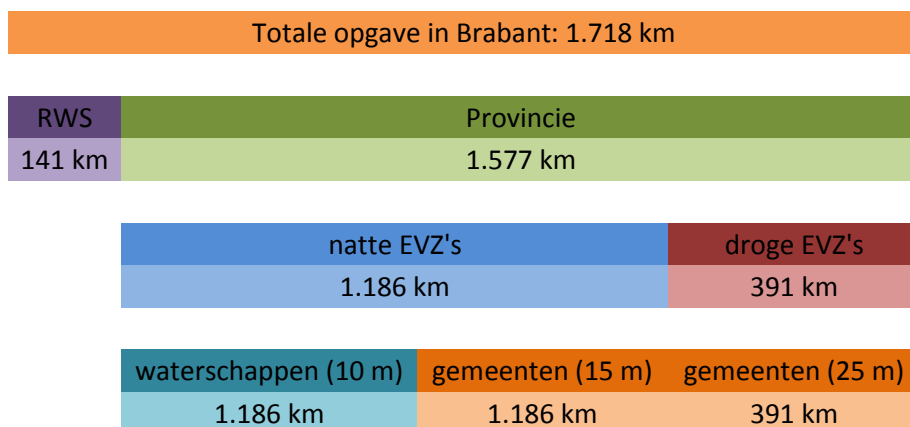 Totale opgave in Brabant: 1.718 km
RWS Provincie
141 km 1.577 km
natte EVZ's droge EVZ's
1.186 km 391 km
waterschappen (10 m) gemeenten (15 m) gemeenten (25 m)
1.186 km 1.186 km 391 km